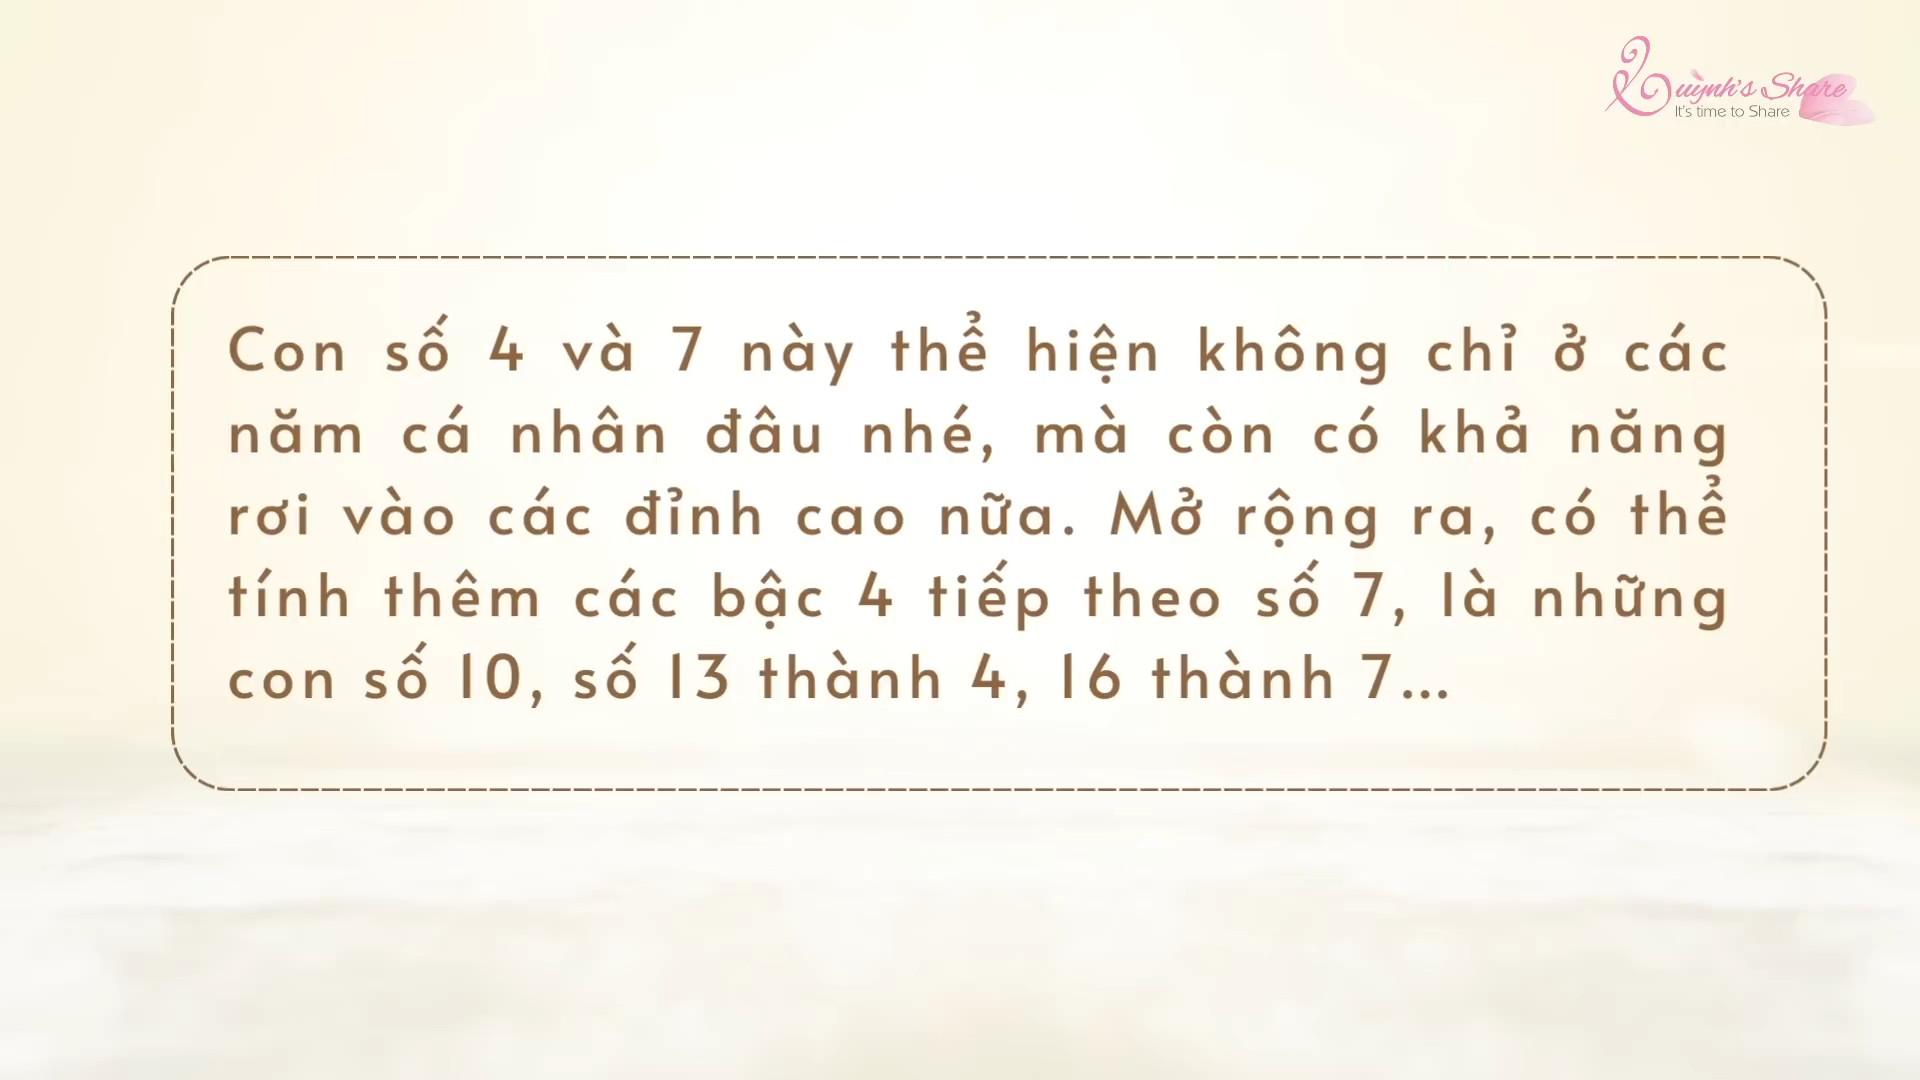 Quỳnh's Share
It's time to Share
Con số 4 và 7 này thể hiện không chỉ ở các
năm cá nhân đâu nhé, mà còn có khả năng
rơi vào các đỉnh cao nữa. Mở rộng ra, có thể
tính thêm các bậc 4 tiếp theo số 7, là những
con số 10, số 13 thành 4, 16 thành 7...